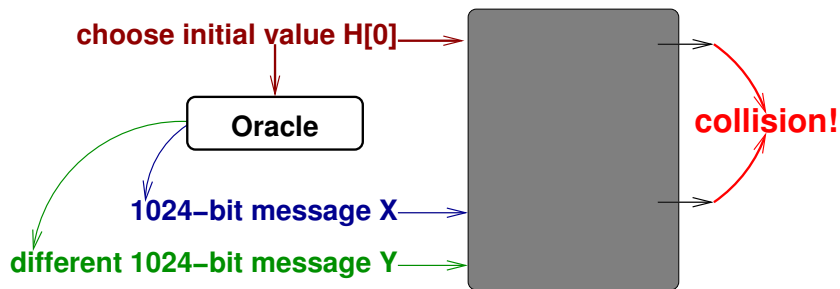 choose initial value H[0]
Oracle
collision!
1024−bit message X
different 1024−bit message Y